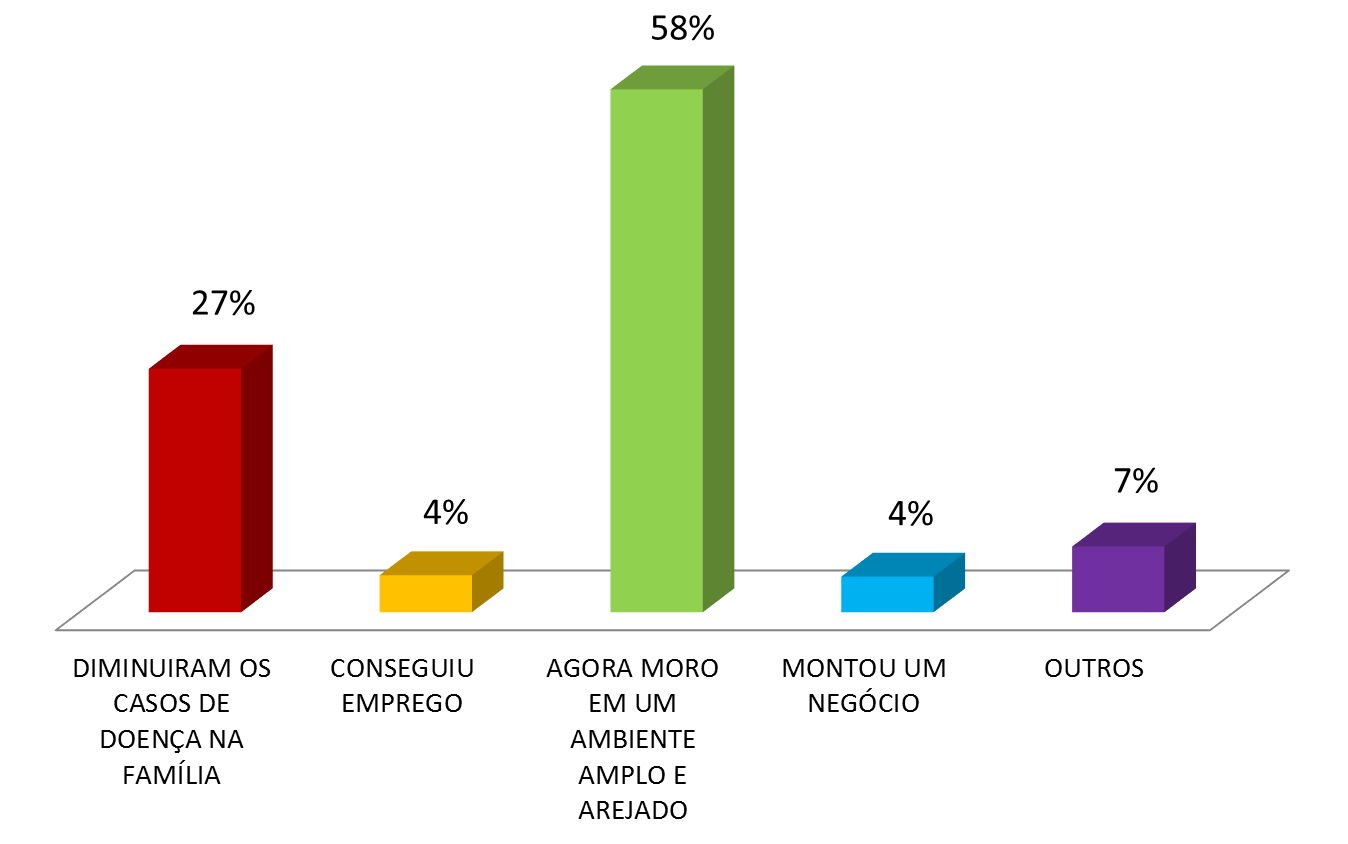 58%
27%
4%
4%
7%
DIMINUIRAM OS
CASOS DE
DOENÇA NA
FAMÍLIA
CONSEGUIU
EMPREGO
AGORA MORO
EM UM
AMBIENTE
AMPLO E
AREJADO
MONTOU UM
NEGÓCIO
OUTROS